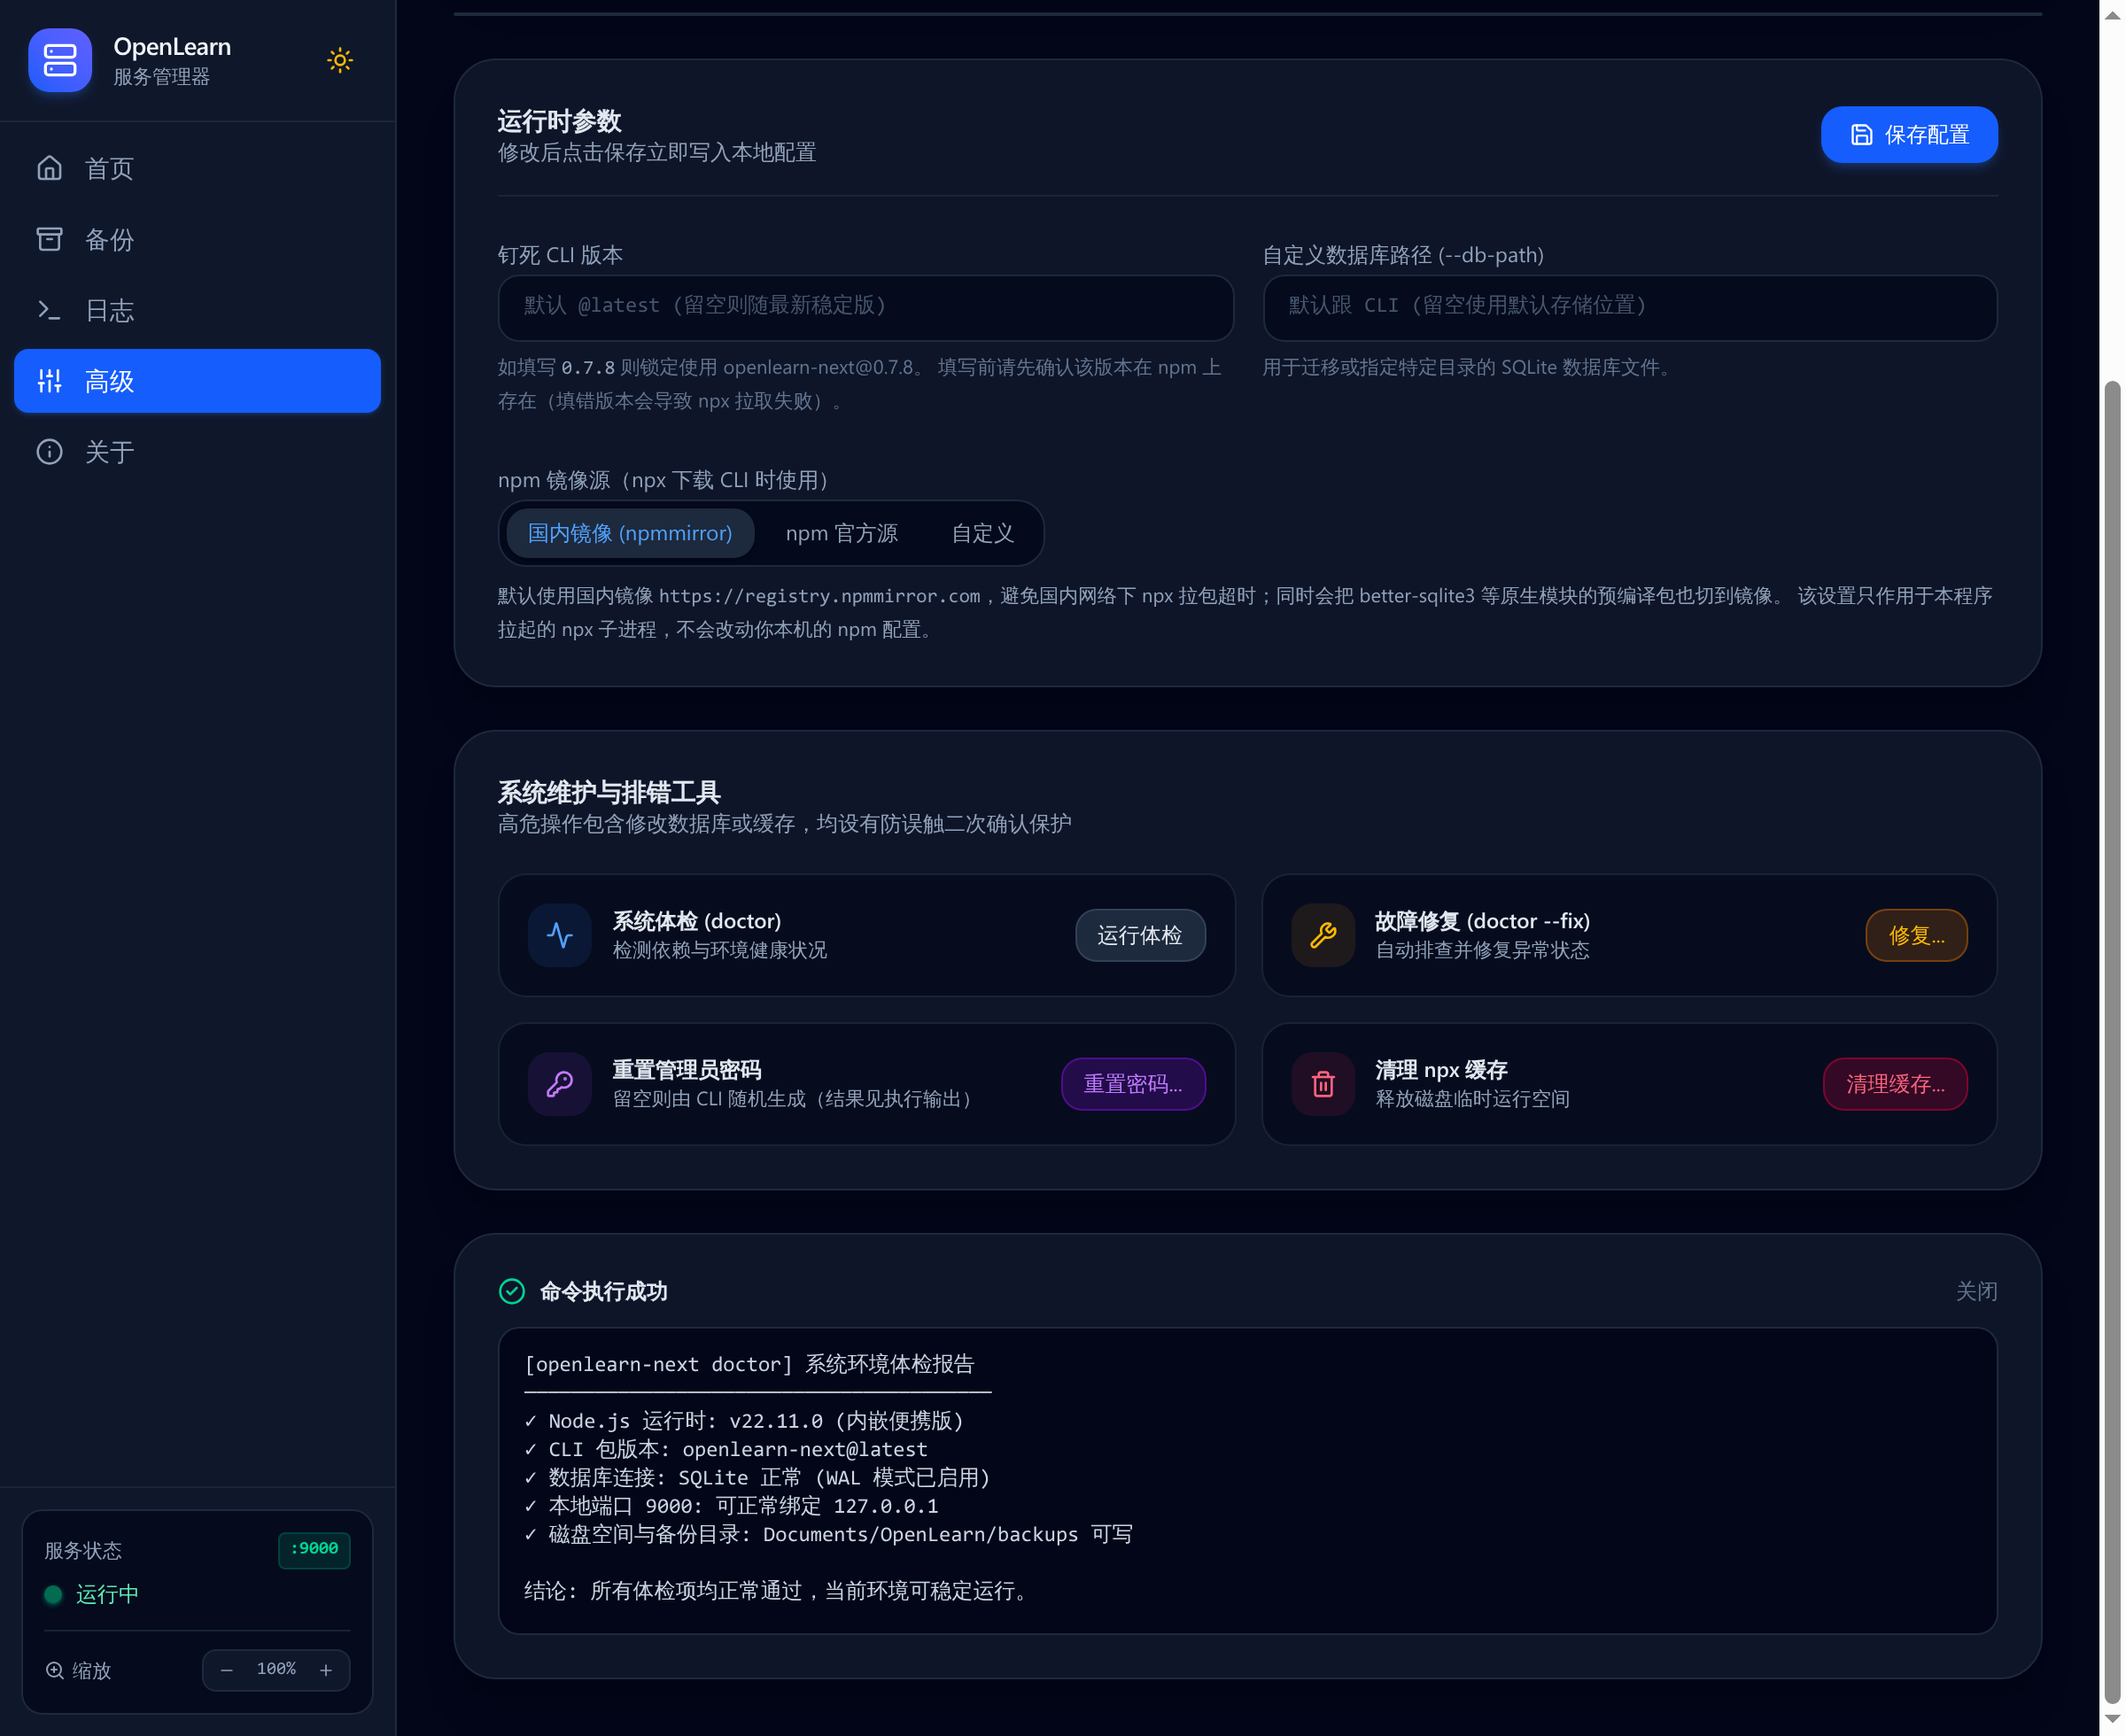 OpenLearn
服务管理器
首页
备份
日志
高级
关于
服务状态
:9000
运行中
缩放
− 100% +
运行时参数
修改后点击保存立即写入本地配置
保存配置
钉死 CLI 版本
默认 @latest (留空则随最新稳定版)
如填写 0.7.8 则锁定使用 openlearn-next@0.7.8。 填写前请先确认该版本在 npm 上
存在（填错版本会导致 npx 拉取失败）。
自定义数据库路径 (--db-path)
默认跟 CLI (留空使用默认存储位置)
用于迁移或指定特定目录的 SQLite 数据库文件。
npm 镜像源（npx 下载 CLI 时使用）
国内镜像 (npmmirror) npm 官方源 自定义
默认使用国内镜像 https://registry.npmmirror.com，避免国内网络下 npx 拉包超时；同时会把 better-sqlite3 等原生模块的预编译包也切到镜像。 该设置只作用于本程序
拉起的 npx 子进程，不会改动你本机的 npm 配置。
系统维护与排错工具
高危操作包含修改数据库或缓存，均设有防误触二次确认保护
系统体检 (doctor)
检测依赖与环境健康状况
运行体检
故障修复 (doctor --fix)
自动排查并修复异常状态
修复...
重置管理员密码
留空则由 CLI 随机生成（结果见执行输出）
重置密码...
清理 npx 缓存
释放磁盘临时运行空间
清理缓存...
命令执行成功
关闭
[openlearn-next doctor] 系统环境体检报告
────────────────────────────────────────
✓ Node.js 运行时: v22.11.0 (内嵌便携版)
✓ CLI 包版本: openlearn-next@latest
✓ 数据库连接: SQLite 正常 (WAL 模式已启用)
✓ 本地端口 9000: 可正常绑定 127.0.0.1
✓ 磁盘空间与备份目录: Documents/OpenLearn/backups 可写
结论: 所有体检项均正常通过，当前环境可稳定运行。